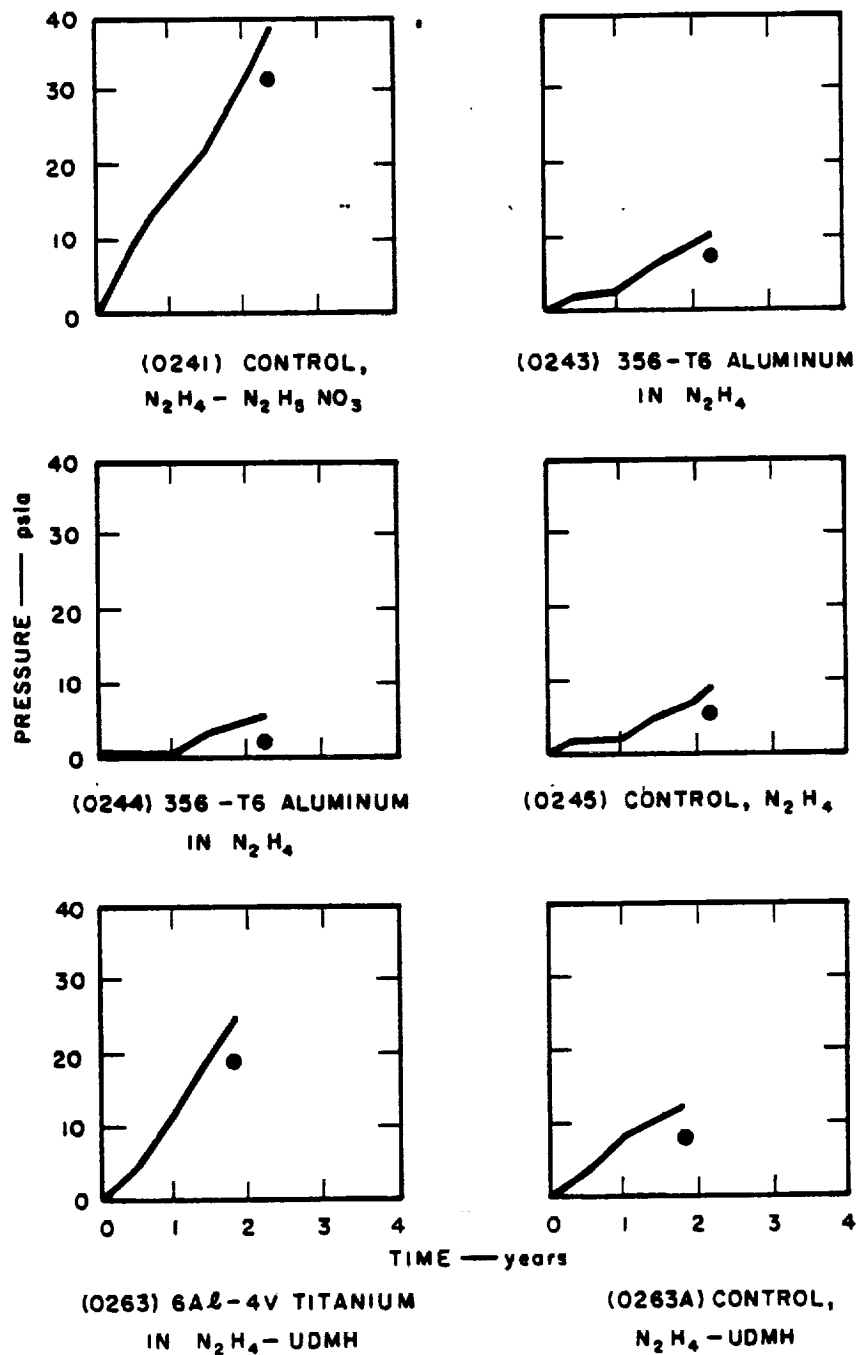 40
30
20
10
0
(0241) CONTROL,
N₂H₄ – N₂H₅ NO₃
(0243) 356-T6 ALUMINUM
IN N₂H₄
PRESSURE — psia
40
30
20
10
0
(0244) 356-T6 ALUMINUM
IN N₂H₄
(0245) CONTROL, N₂H₄
40
30
20
10
0
0 1 2 3 4
0 1 2 3 4
TIME — years
(0263) 6Aℓ-4V TITANIUM
IN N₂H₄ – UDMH
(0263A) CONTROL,
N₂H₄ – UDMH